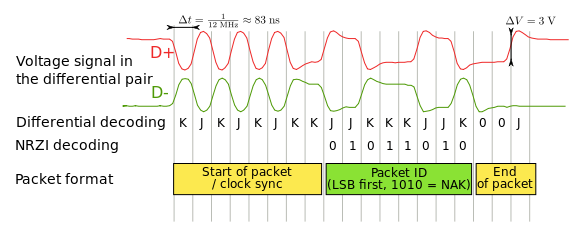 Δt = 1/12 MHz ≈ 83 ns
ΔV = 3 V
Voltage signal in
the differential pair
D+
D-
Differential decoding K J K J K J K K J J K K K J J K 0 0 J
NRZI decoding 0 1 0 1 1 0 1 0
Packet format
Start of packet
/ clock sync
Packet ID
(LSB first, 1010 = NAK)
End
of packet